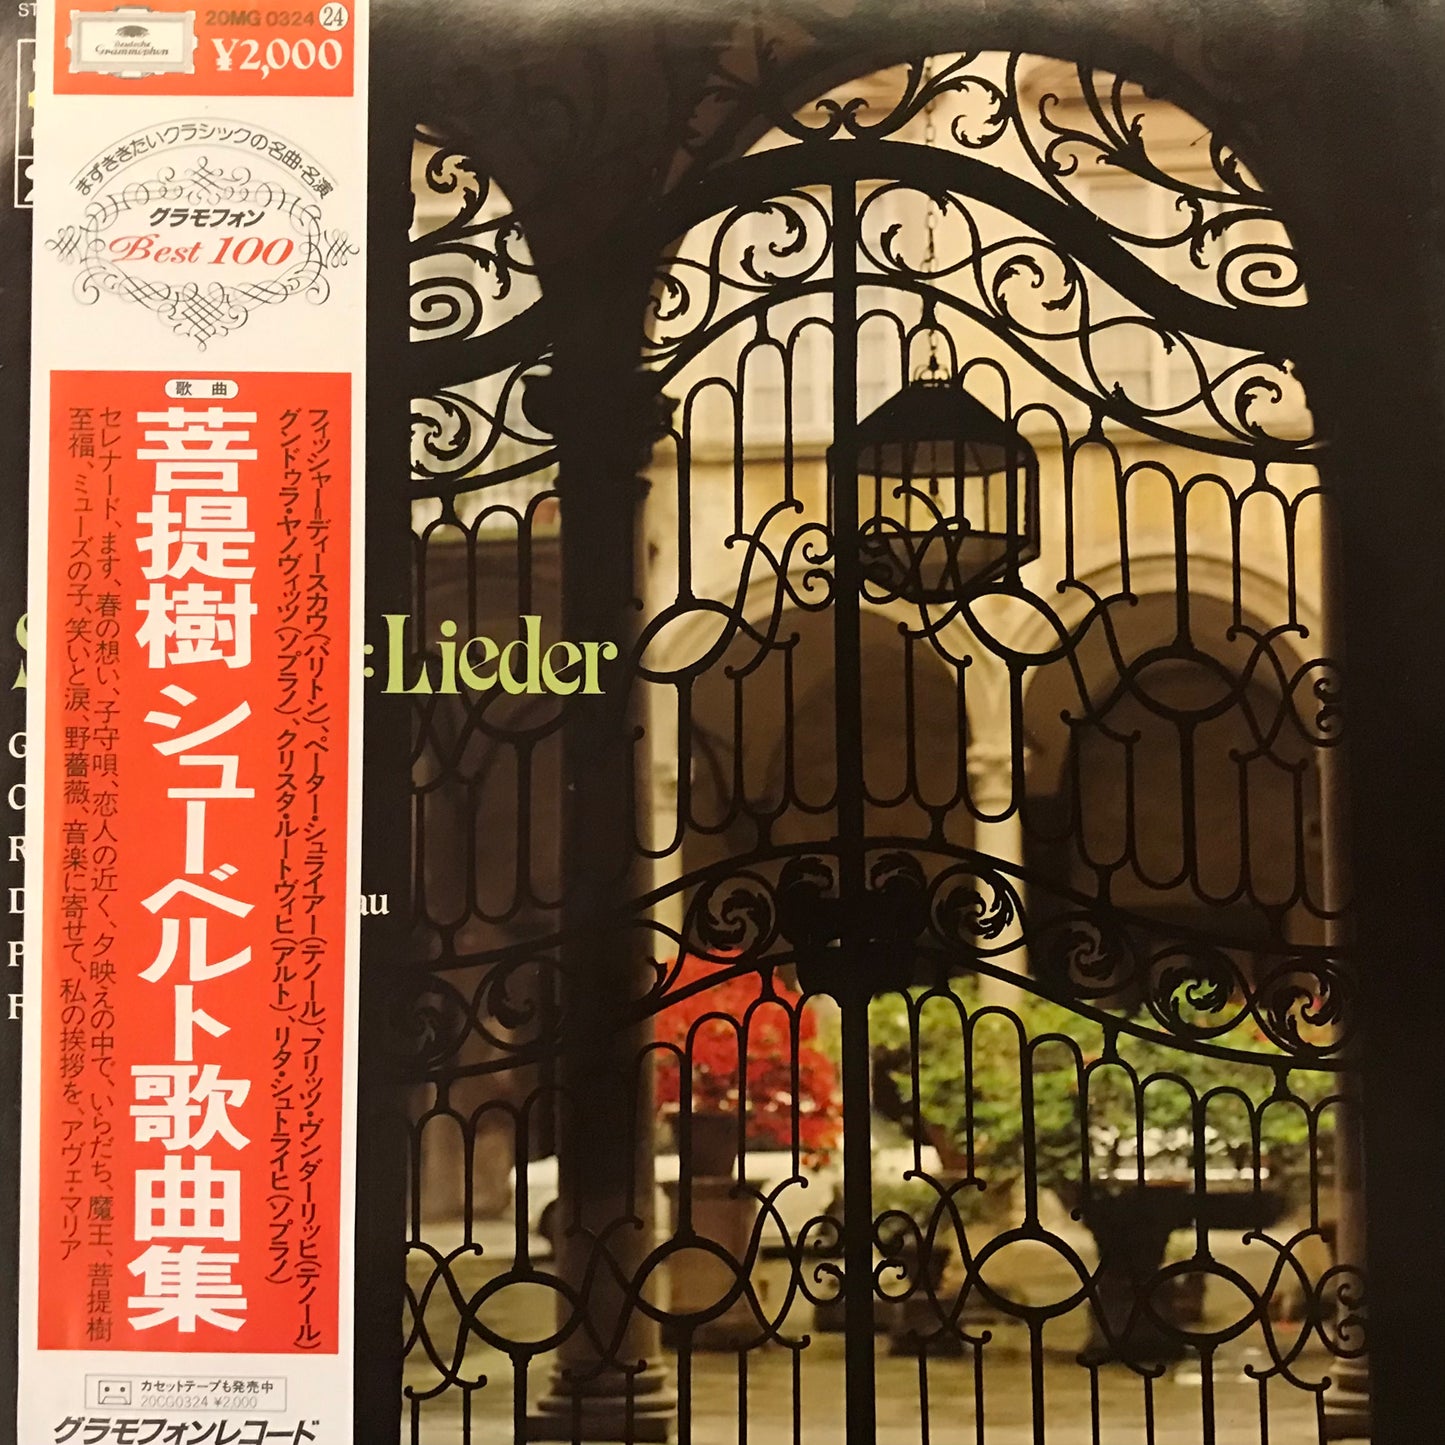 ST
Deutsche
Grammophon
20MG 0324 24
¥2,000
まずききたいクラシックの名曲・名演
グラモフォン
Best 100
歌曲
菩提樹 シューベルト歌曲集
フィッシャー=ディースカウ(バリトン)、ペーター・シュライアー(テノール)、フリッツ・ヴンダーリッヒ(テノール)
グンドゥラ・ヤノヴィッツ(ソプラノ)、クリスタ・ルートヴィヒ(アルト)、リタ・シュトライヒ(ソプラノ)
セレナード、ます、春の想い、子守唄、恋人の近く、夕映えの中で、いらだち、魔王、菩提樹
至福、ミューズの子、笑いと涙、野薔薇、音楽に寄せて、私の挨拶を、アヴェ・マリア
カセットテープも発売中
20CG0324 ¥2,000
グラモフォンレコード
S
:Lieder
G
C
R
D
au
P
F